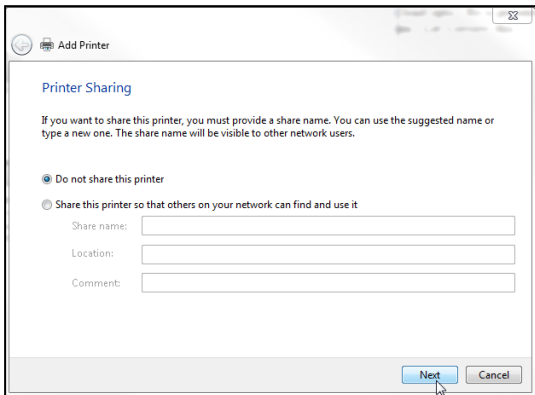 Add Printer
Printer Sharing
If you want to share this printer, you must provide a share name. You can use the suggested name or
type a new one. The share name will be visible to other network users.
Do not share this printer
Share this printer so that others on your network can find and use it
Share name:
Location:
Comment:
Next Cancel